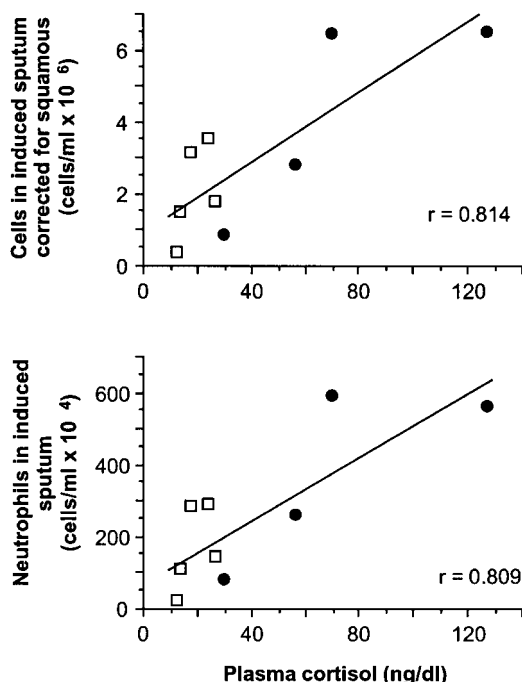 Cells in induced sputum
corrected for squamous
(cells/ml x 10 6)
6
4
2
0
0
40
80
120
r = 0.814
Neutrophils in induced
sputum
(cells/ml x 10 4)
600
400
200
0
0
40
80
120
r = 0.809
Plasma cortisol (ng/dl)